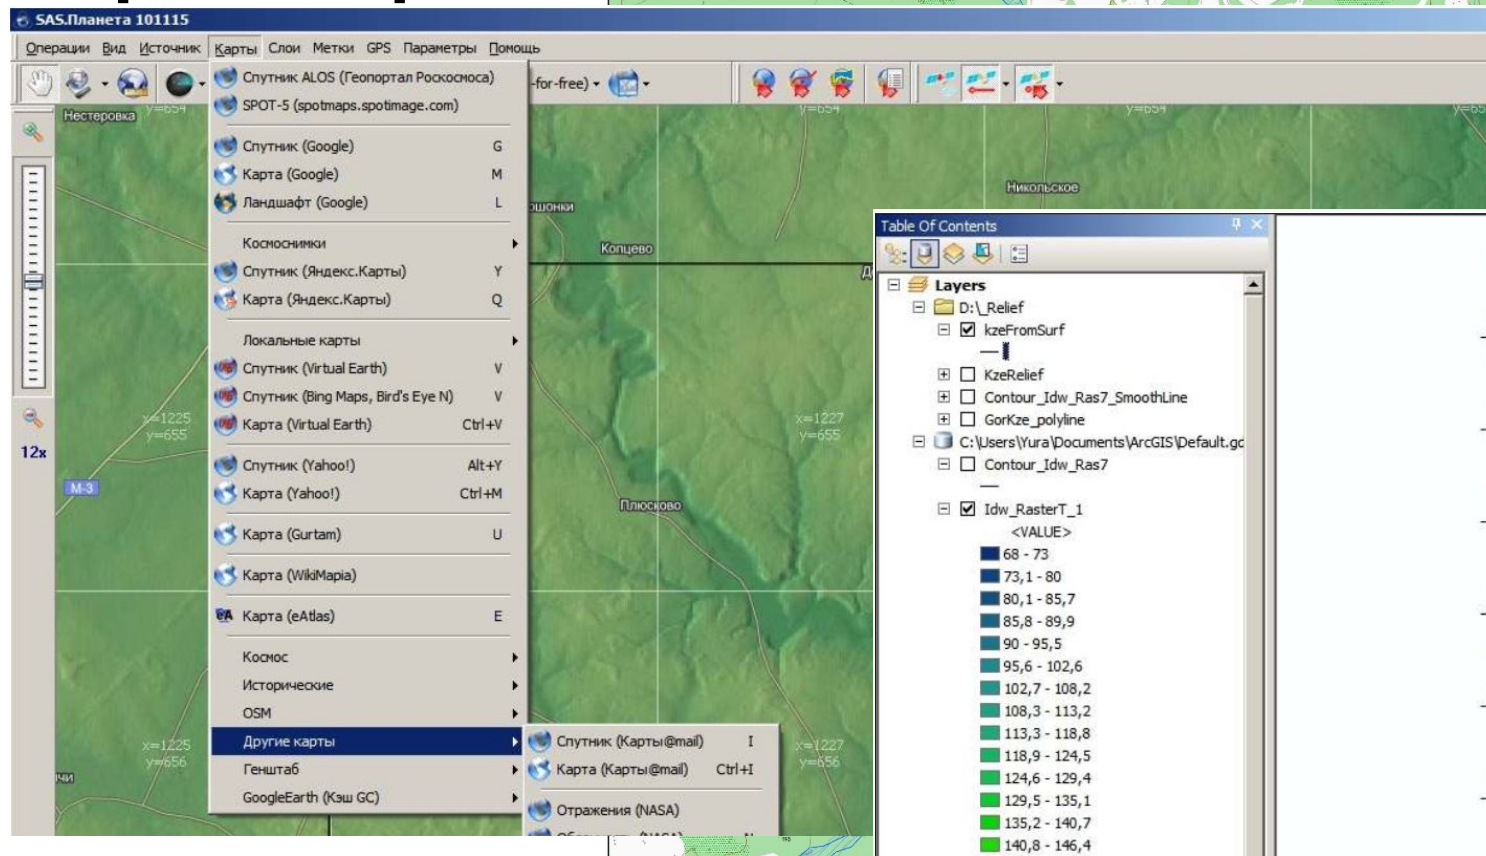 SAS.Планета 101115
Операции Вид Источник Карты Слои Метки GPS Параметры Помощь
-for-free)
Спутник ALOS (Геопортал Роскосмоса)
SPOT-5 (spotmaps.spotimage.com)
Спутник (Google) G
Карта (Google) M
Ландшафт (Google) L
Космоснимки
Спутник (Яндекс.Карты) Y
Карта (Яндекс.Карты) Q
Локальные карты
Спутник (Virtual Earth) V
Спутник (Bing Maps, Bird's Eye N) V
Карта (Virtual Earth) Ctrl+V
Спутник (Yahoo!) Alt+Y
Карта (Yahoo!) Ctrl+M
Карта (Gurtam) U
Карта (WikiMapia)
eA Карта (eAtlas) E
Космос
Исторические
OSM
Другие карты
Генштаб
GoogleEarth (Кэш GC)
Спутник (Карты@mail) I
Карта (Карты@mail) Ctrl+I
Отражения (NASA)
12x
Нестеровка
y=654
y=654
y=654
Никольское
шонки
Копцево
x=1225
y=655
x=1227
y=655
М-3
Плюсково
x=1225
y=656
x=1227
y=656
чи
Table Of Contents
Layers
D:\_Relief
kzeFromSurf
KzeRelief
Contour_Idw_Ras7_SmoothLine
GorKze_polyline
C:\Users\Yura\Documents\ArcGIS\Default.gd
Contour_Idw_Ras7
Idw_RasterT_1
<VALUE>
68 - 73
73,1 - 80
80,1 - 85,7
85,8 - 89,9
90 - 95,5
95,6 - 102,6
102,7 - 108,2
108,3 - 113,2
113,3 - 118,8
118,9 - 124,5
124,6 - 129,4
129,5 - 135,1
135,2 - 140,7
140,8 - 146,4